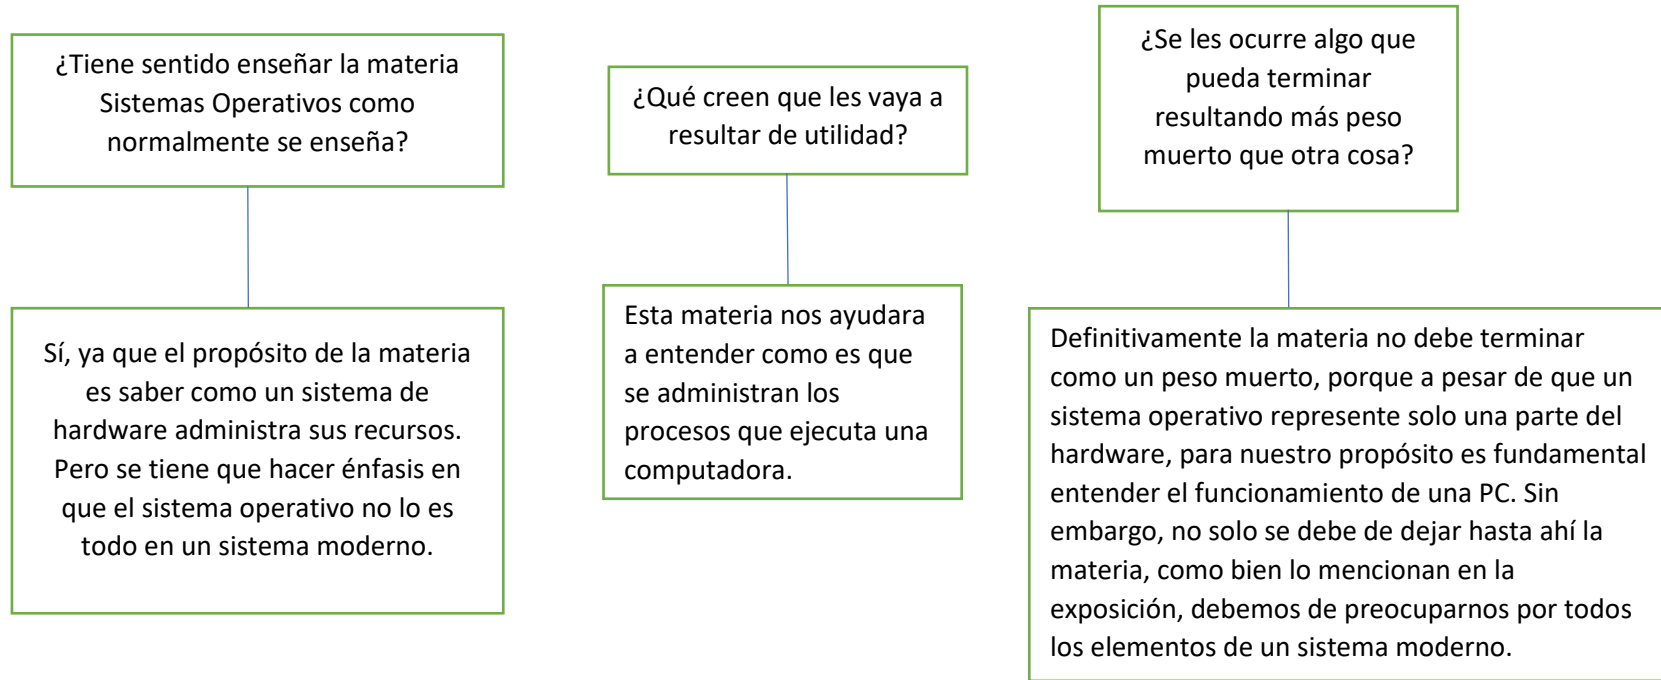 ¿Tiene sentido enseñar la materia
Sistemas Operativos como
normalmente se enseña?
Sí, ya que el propósito de la materia
es saber como un sistema de
hardware administra sus recursos.
Pero se tiene que hacer énfasis en
que el sistema operativo no lo es
todo en un sistema moderno.
¿Qué creen que les vaya a
resultar de utilidad?
Esta materia nos ayudara
a entender como es que
se administran los
procesos que ejecuta una
computadora.
¿Se les ocurre algo que
pueda terminar
resultando más peso
muerto que otra cosa?
Definitivamente la materia no debe terminar
como un peso muerto, porque a pesar de que un
sistema operativo represente solo una parte del
hardware, para nuestro propósito es fundamental
entender el funcionamiento de una PC. Sin
embargo, no solo se debe de dejar hasta ahí la
materia, como bien lo mencionan en la
exposición, debemos de preocuparnos por todos
los elementos de un sistema moderno.